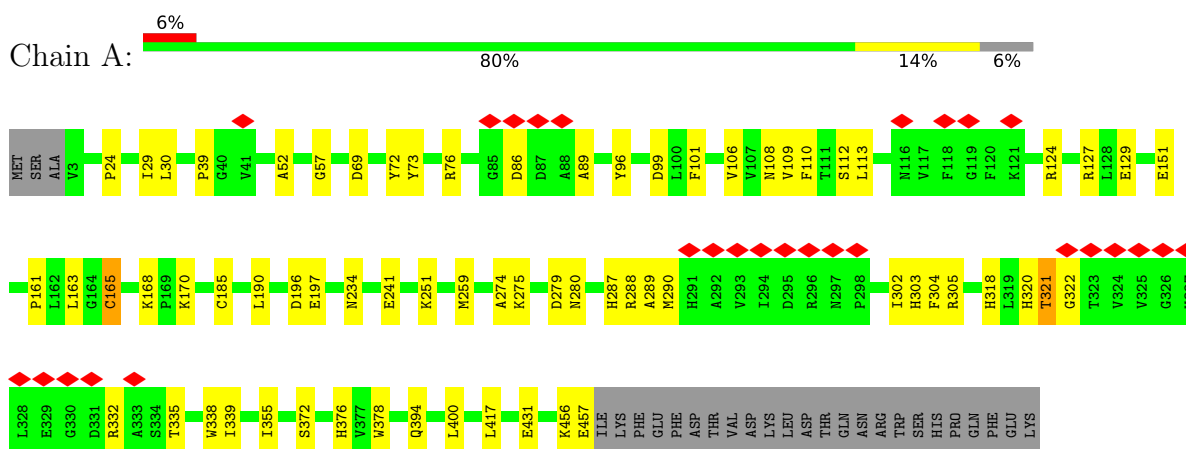 6%
Chain A:
80% 14% 6%
MET SER ALA V3 P24 I29 L30 P39 G40 V41 A52 G57 D69 Y72 Y73 R76 G85 D86 D87 A88 A89 Y96 D99 L100 F101 V106 V107 N108 V109 F110 T111 S112 L113 N116 V117 F118 G119 F120 K121 R124 R127 L128 E129 E151
P161 L162 L163 G164 C165 K168 P169 K170 C185 L190 D196 E197 N234 E241 K251 M259 A274 K275 D279 N280 H287 R288 A289 M290 H291 A292 V293 I294 D295 R296 N297 P298 I302 H303 F304 R305 H318 L319 H320 T321 G322 T323 V324 V325 G326
L328 E329 G330 D331 R332 A333 S334 T335 W338 I339 I355 S372 H376 V377 W378 Q394 L400 L417 E431 K456 E457 ILE LYS PHE GLU PHE ASP THR VAL ASP LYS LEU ASP THR GLN ASN ARG TRP SER HIS PRO GLN PHE GLU LYS